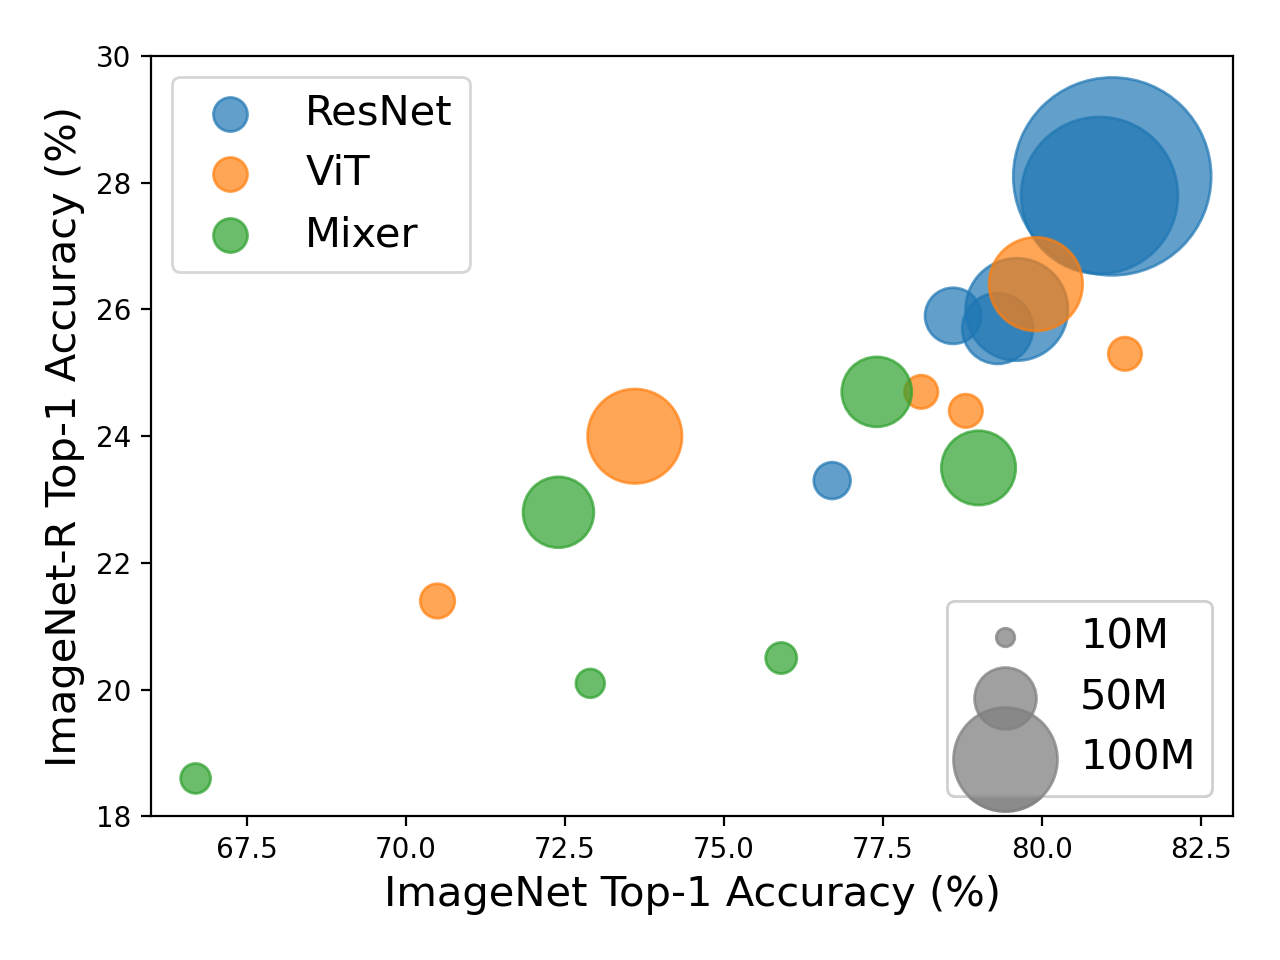 30
28
26
24
22
20
18
ImageNet-R Top-1 Accuracy (%)
ResNet
ViT
Mixer
10M
50M
100M
67.5 70.0 72.5 75.0 77.5 80.0 82.5
ImageNet Top-1 Accuracy (%)